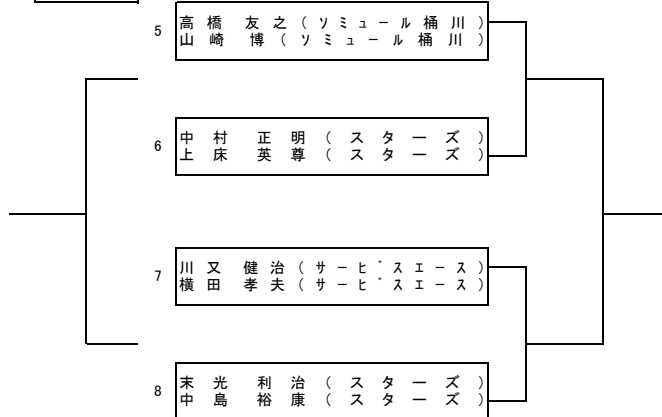 5
高橋 友之(ソミュール桶川)
山崎 博(ソミュール桶川)
6
中村 正明(スターズ)
上床 英尊(スターズ)
7
川又 健治(サービスエース)
横田 孝夫(サービスエース)
8
末光 利治(スターズ)
中島 裕康(スターズ)